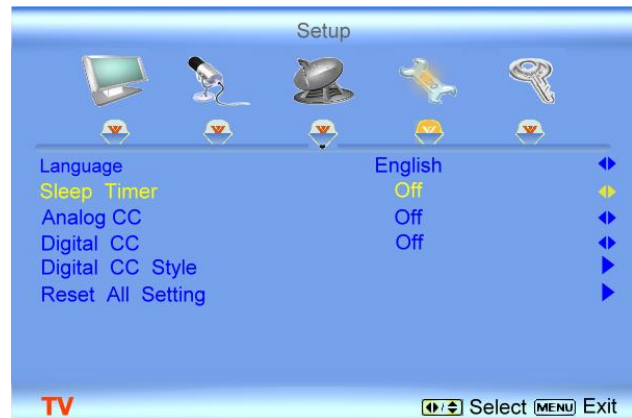 Setup
Language English
Sleep Timer Off
Analog CC Off
Digital CC Off
Digital CC Style
Reset All Setting
TV Select MENU Exit